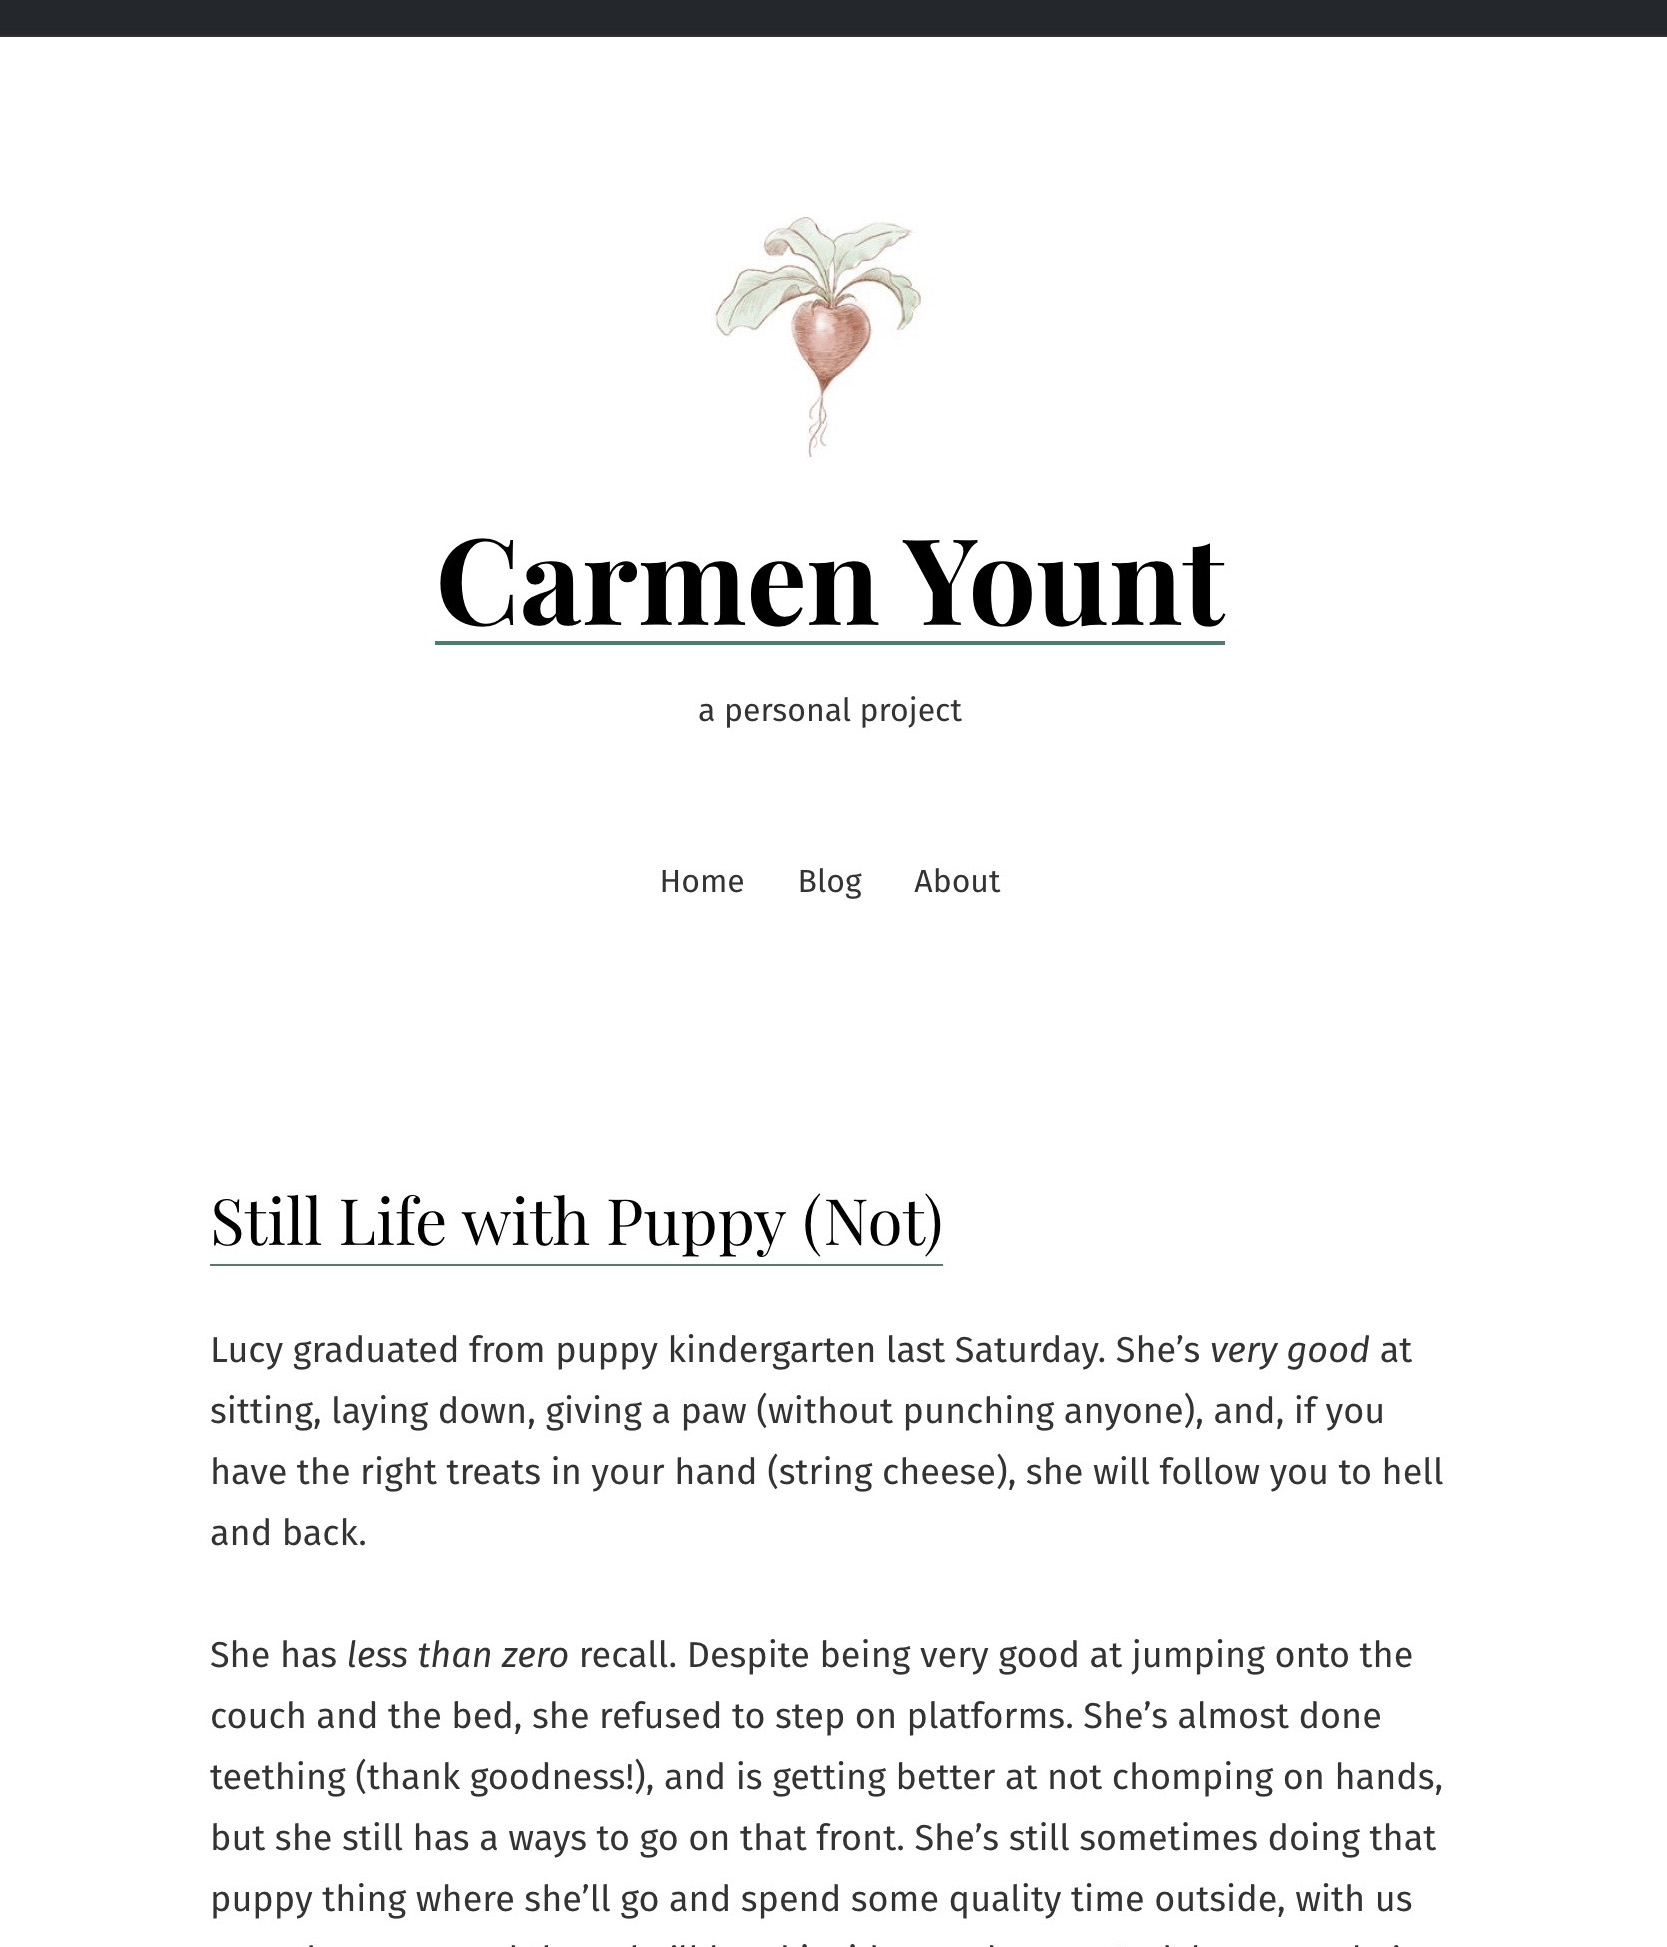 Carmen Yount
a personal project
Home Blog About
Still Life with Puppy (Not)
Lucy graduated from puppy kindergarten last Saturday. She’s very good at
sitting, laying down, giving a paw (without punching anyone), and, if you
have the right treats in your hand (string cheese), she will follow you to hell
and back.
She has less than zero recall. Despite being very good at jumping onto the
couch and the bed, she refused to step on platforms. She’s almost done
teething (thank goodness!), and is getting better at not chomping on hands,
but she still has a ways to go on that front. She’s still sometimes doing that
puppy thing where she’ll go and spend some quality time outside, with us